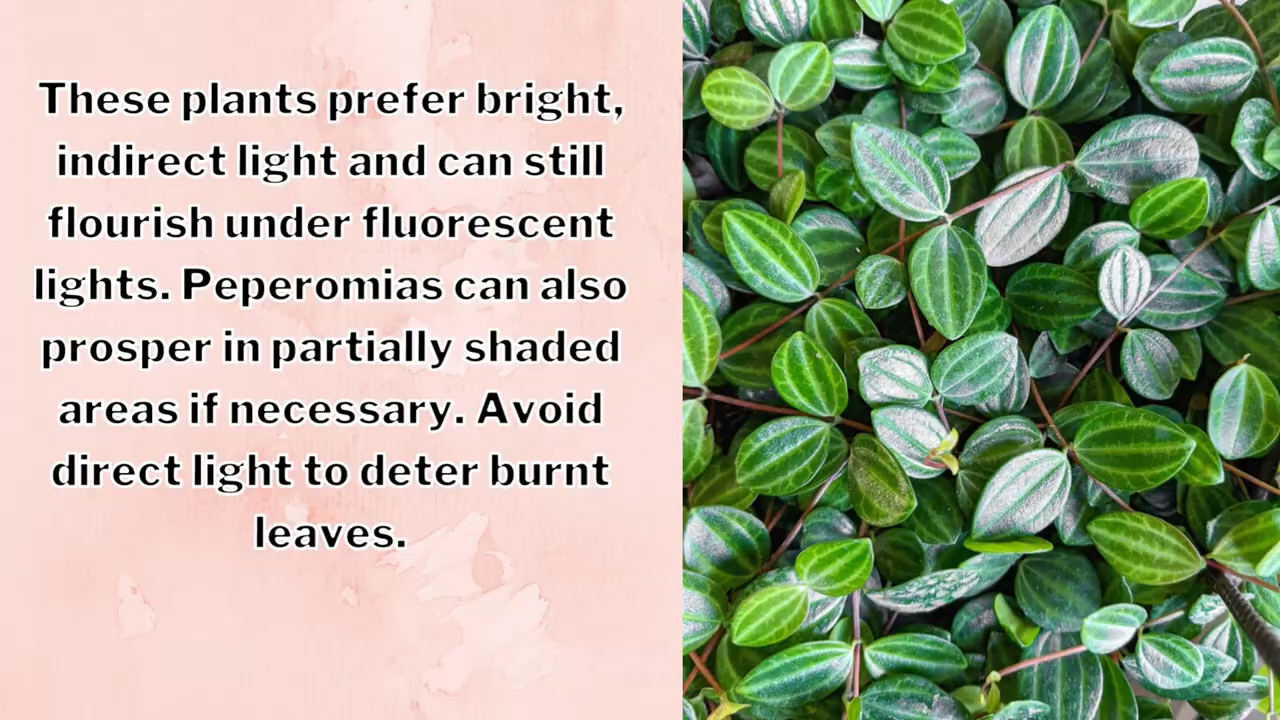 These plants prefer bright,
indirect light and can still
flourish under fluorescent
lights. Peperomias can also
prosper in partially shaded
areas if necessary. Avoid
direct light to deter burnt
leaves.